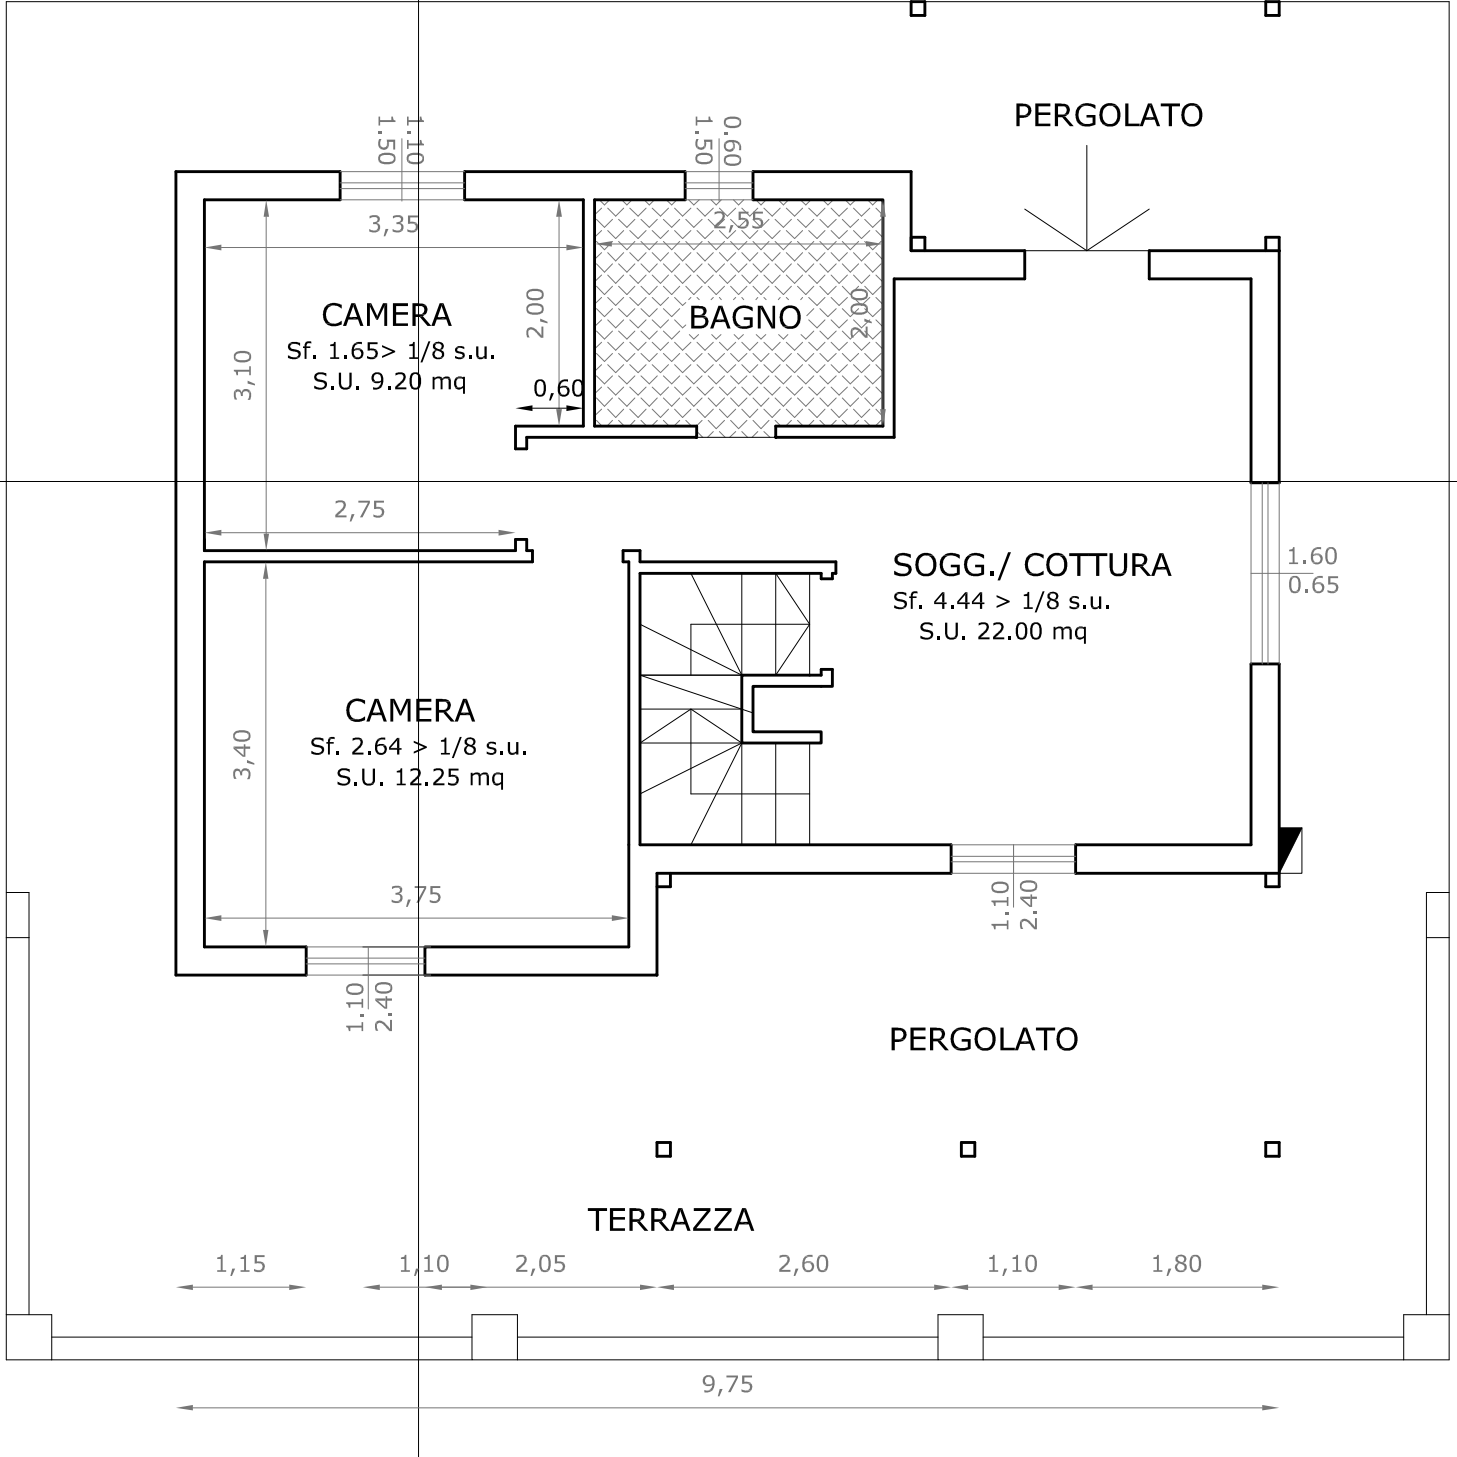 PERGOLATO
1.10
1.50
0.60
1.50
3,35
2,55
CAMERA
Sf. 1.65> 1/8 s.u.
S.U. 9.20 mq
3,10
2,00
0,60
BAGNO
2,00
2,75
SOGG./ COTTURA
Sf. 4.44 > 1/8 s.u.
S.U. 22.00 mq
1.60
0.65
CAMERA
Sf. 2.64 > 1/8 s.u.
S.U. 12.25 mq
3,40
3,75
1.10
2.40
1.10
2.40
PERGOLATO
TERRAZZA
1,15
1,10
2,05
2,60
1,10
1,80
9,75